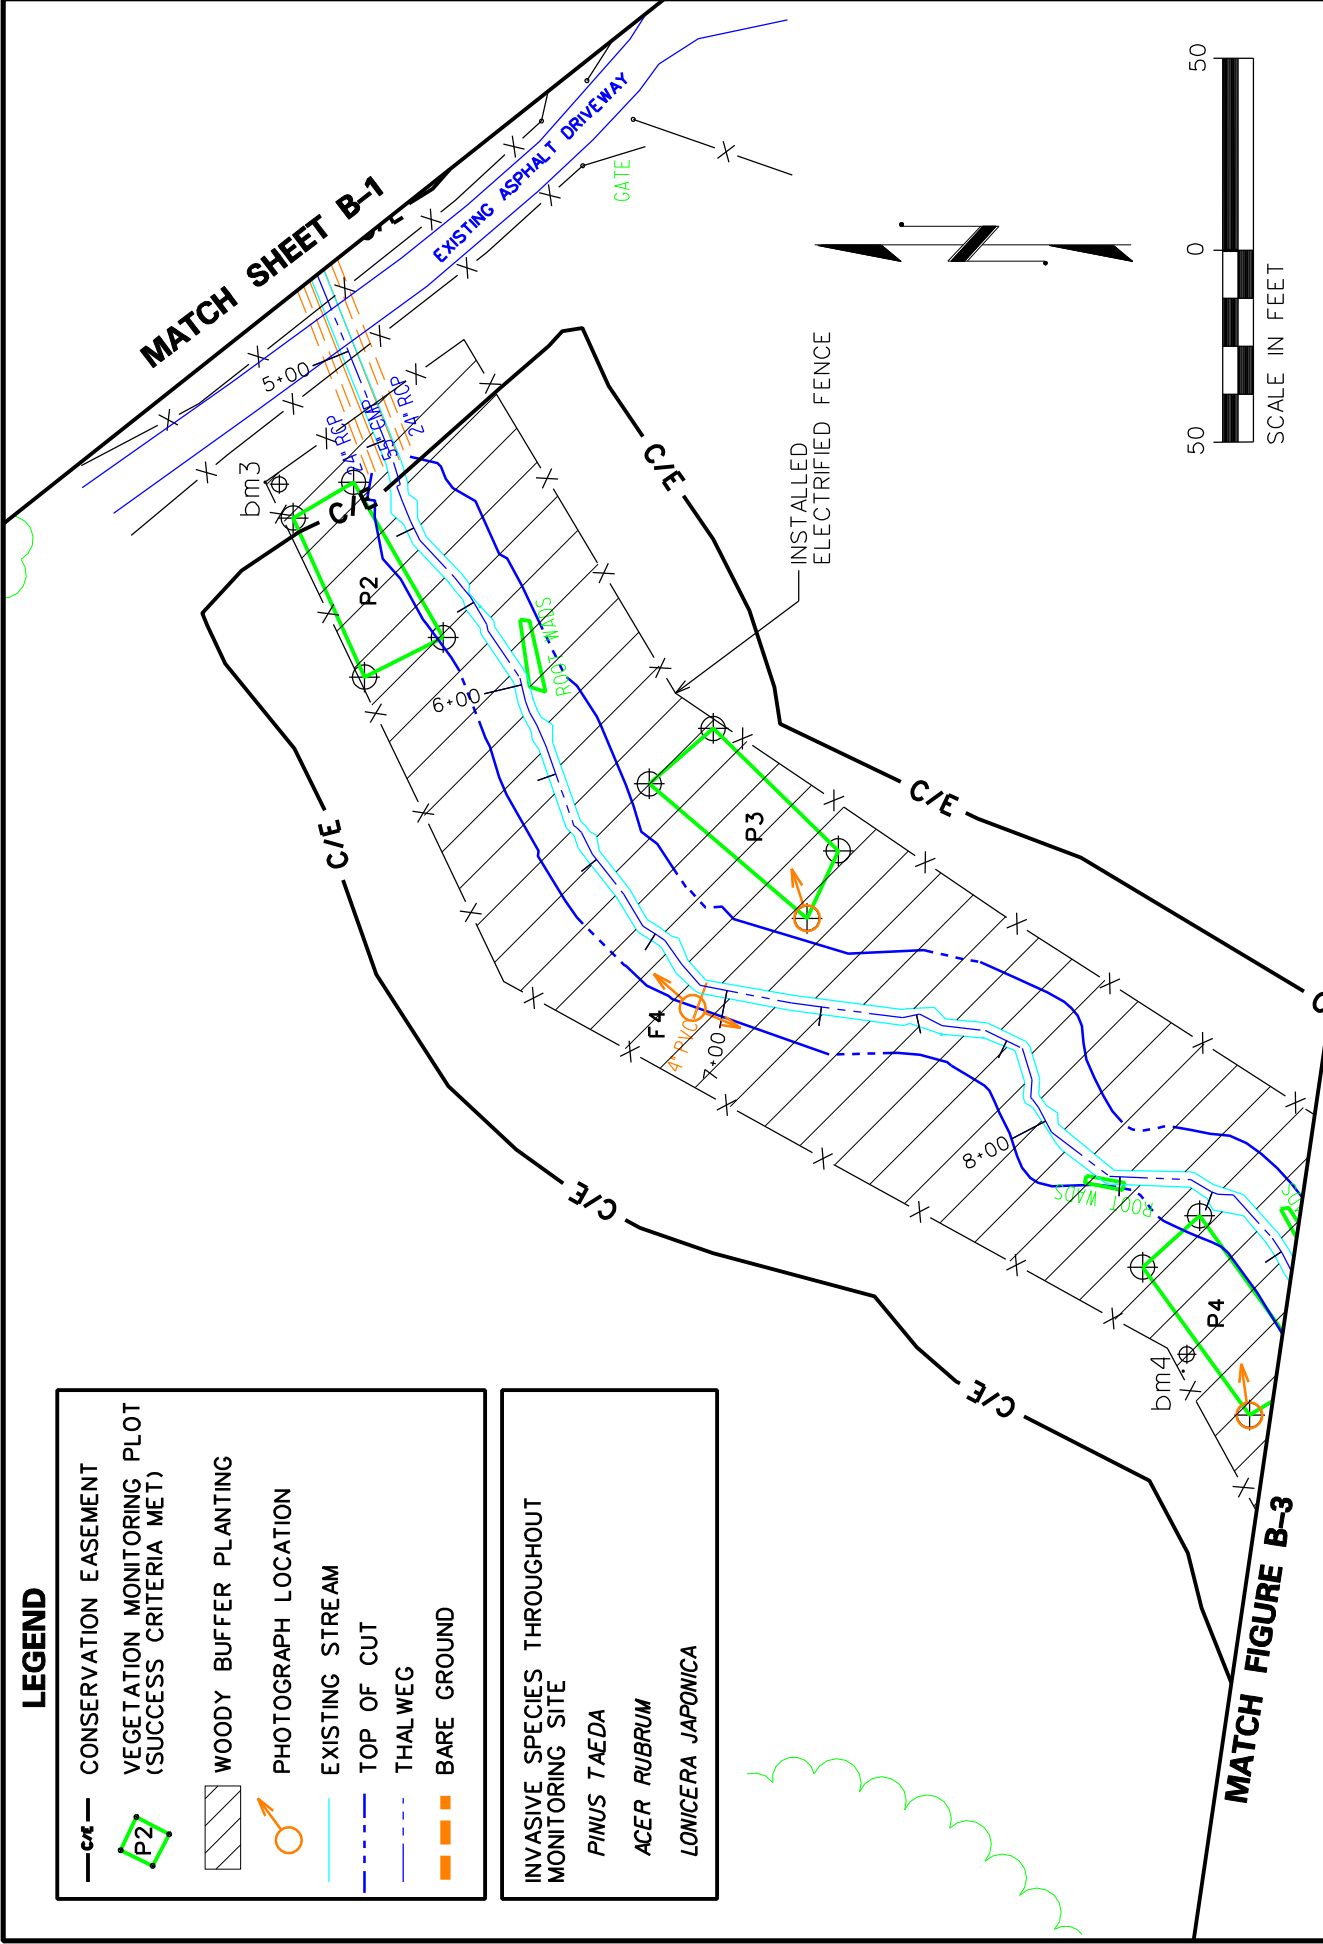 LEGEND
C/E CONSERVATION EASEMENT
P2
VEGETATION MONITORING PLOT
(SUCCESS CRITERIA MET)
WOODY BUFFER PLANTING
PHOTOGRAPH LOCATION
EXISTING STREAM
TOP OF CUT
THALWEG
BARE GROUND
INVASIVE SPECIES THROUGHOUT
MONITORING SITE
PINUS TAEDA
ACER RUBRUM
LONICERA JAPONICA
MATCH SHEET B-1
EXISTING ASPHALT DRIVEWAY
GATE
5+00
24" RCP
55" CMP
24" RCP
bm3
C/E
P2
C/E
ROOT WADS
6+00
INSTALLED
ELECTRIFIED FENCE
C/E
P3
C/E
F4
4" PVC
7+00
C/E
8+00
ROOT WADS
P4
bm4
C/E
MATCH FIGURE B-3
50
0
50
SCALE IN FEET